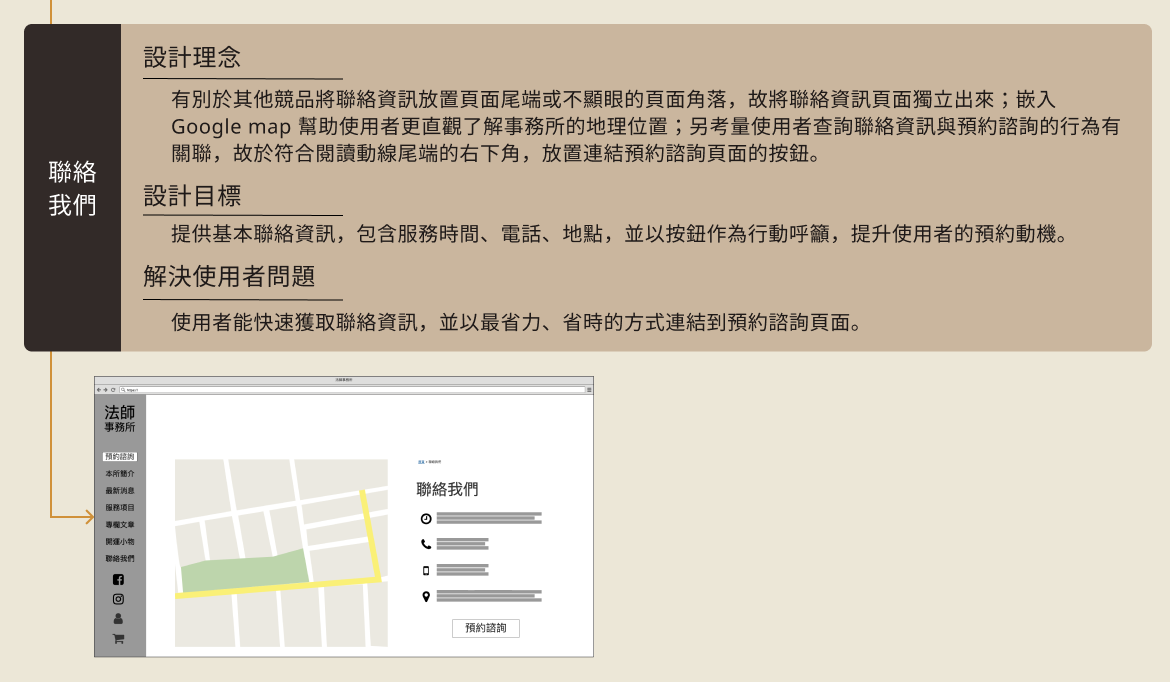 聯絡
我們
設計理念
有別於其他競品將聯絡資訊放置頁面尾端或不顯眼的頁面角落，故將聯絡資訊頁面獨立出來；嵌入
Google map 幫助使用者更直觀了解事務所的地理位置；另考量使用者查詢聯絡資訊與預約諮詢的行為有
關聯，故於符合閱讀動線尾端的右下角，放置連結預約諮詢頁面的按鈕。
設計目標
提供基本聯絡資訊，包含服務時間、電話、地點，並以按鈕作為行動呼籲，提升使用者的預約動機。
解決使用者問題
使用者能快速獲取聯絡資訊，並以最省力、省時的方式連結到預約諮詢頁面。
法師事務所
法師
事務所
預約諮詢
本所簡介
最新消息
服務項目
專欄文章
開運小物
聯絡我們
首頁 > 聯絡我們
聯絡我們
預約諮詢